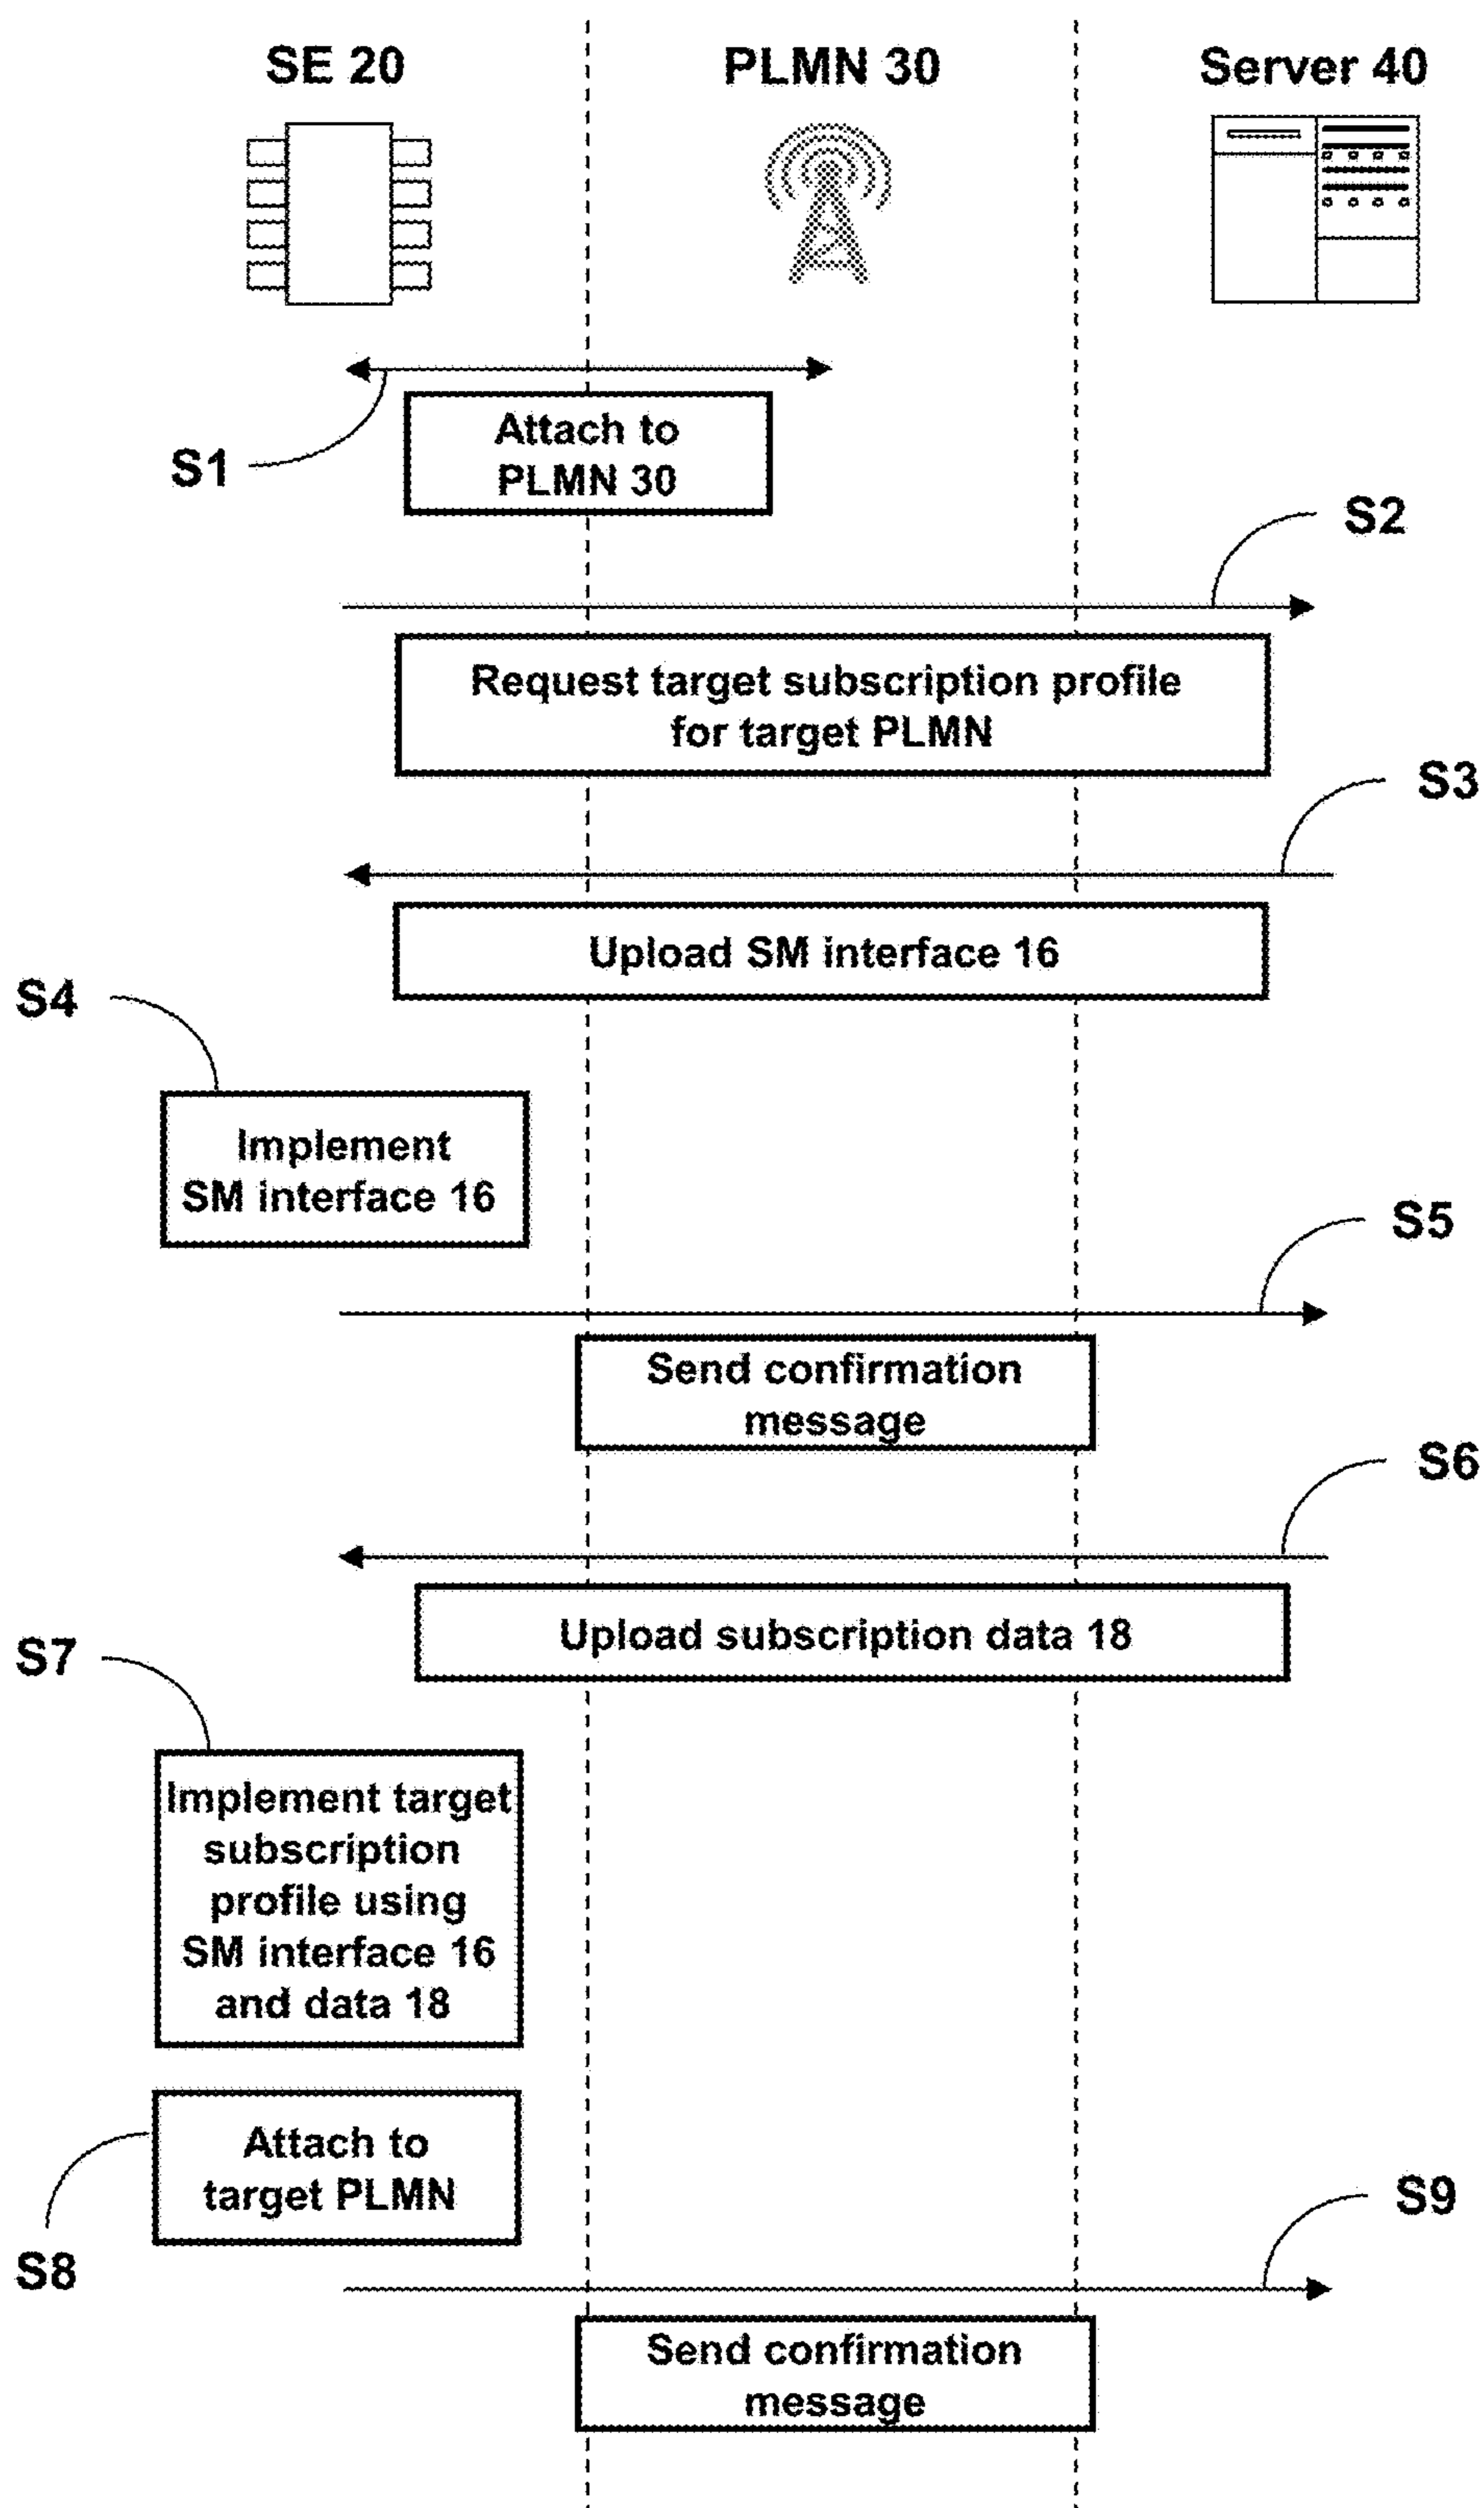 SE 20
PLMN 30
Server 40
S1
Attach to
PLMN 30
S2
Request target subscription profile
for target PLMN
S3
Upload SM interface 16
S4
Implement
SM interface 16
S5
Send confirmation
message
S6
Upload subscription data 18
S7
Implement target
subscription
profile using
SM interface 16
and data 18
Attach to
target PLMN
S8
S9
Send confirmation
message